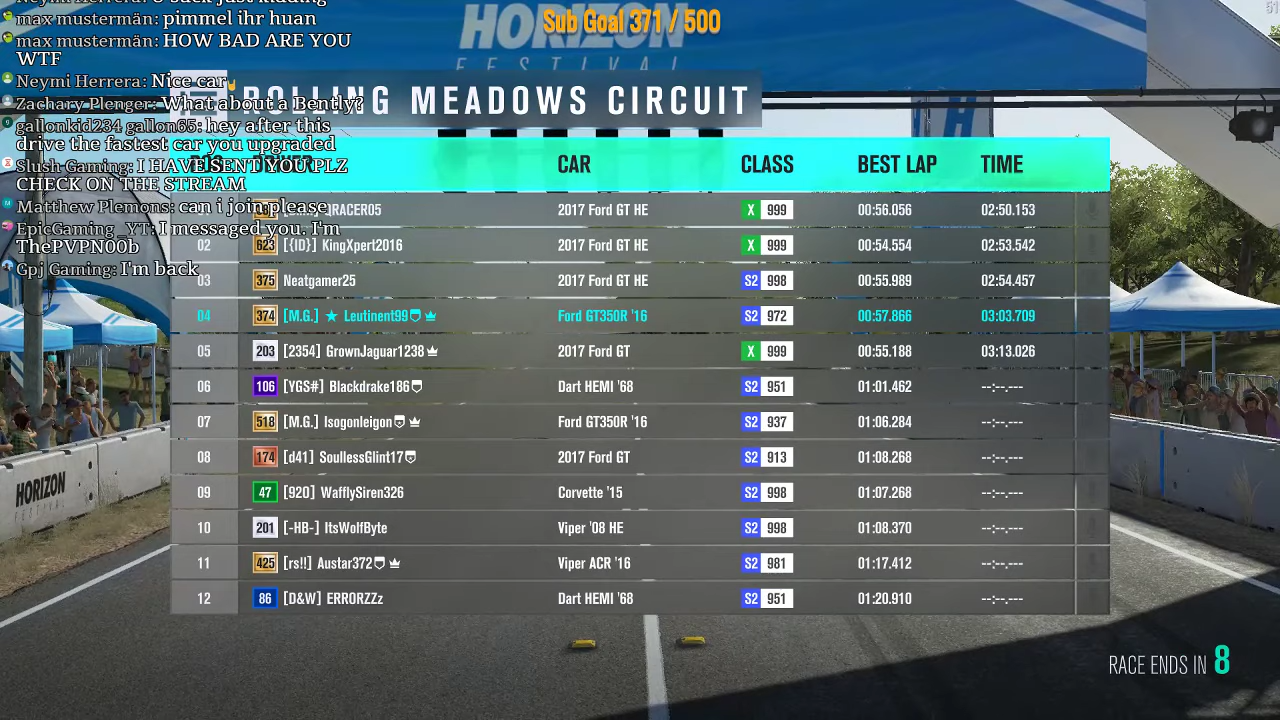 Sub Goal 371 / 500
51
HORIZON
FESTIVAL
max mustermän: pimmel ihr huan
max mustermän: HOW BAD ARE YOU
WTF
Neymi Herrera: Nice car
Zachary Plenger: What about a Bently?
gallonkid234 gallon65: hey after this
drive the fastest car you upgraded
Slush Gaming: I HAVE SENT YOU PLZ
CHECK ON THE STREAM
Matthew Plemons: can i join please
EpicGaming_YT: I messaged you. I'm
ThePVPN00b
Gpj Gaming: I'm back
ROLLING MEADOWS CIRCUIT
CAR CLASS BEST LAP TIME
RACER05 2017 Ford GT HE X 999 00:56.056 02:50.153
02 623 [{ID}] KingXpert2016 2017 Ford GT HE X 999 00:54.554 02:53.542
03 375 Neatgamer25 2017 Ford GT HE S2 998 00:55.989 02:54.457
04 374 [M.G.] ★ Leutinent99 Ford GT350R '16 S2 972 00:57.866 03:03.709
05 203 [2354] GrownJaguar1238 2017 Ford GT X 999 00:55.188 03:13.026
06 106 [YGS#] Blackdrake186 Dart HEMI '68 S2 951 01:01.462 --:--.---
07 518 [M.G.] Isogonleigon Ford GT350R '16 S2 937 01:06.284 --:--.---
08 174 [d41] SoullessGlint17 2017 Ford GT S2 913 01:08.268 --:--.---
09 47 [920] WafflySiren326 Corvette '15 S2 998 01:07.268 --:--.---
10 201 [-HB-] ItsWolfByte Viper '08 HE S2 998 01:08.370 --:--.---
11 425 [rs!!] Austar372 Viper ACR '16 S2 981 01:17.412 --:--.---
12 86 [D&W] ERRORZZz Dart HEMI '68 S2 951 01:20.910 --:--.---
HORIZON
RACE ENDS IN 8